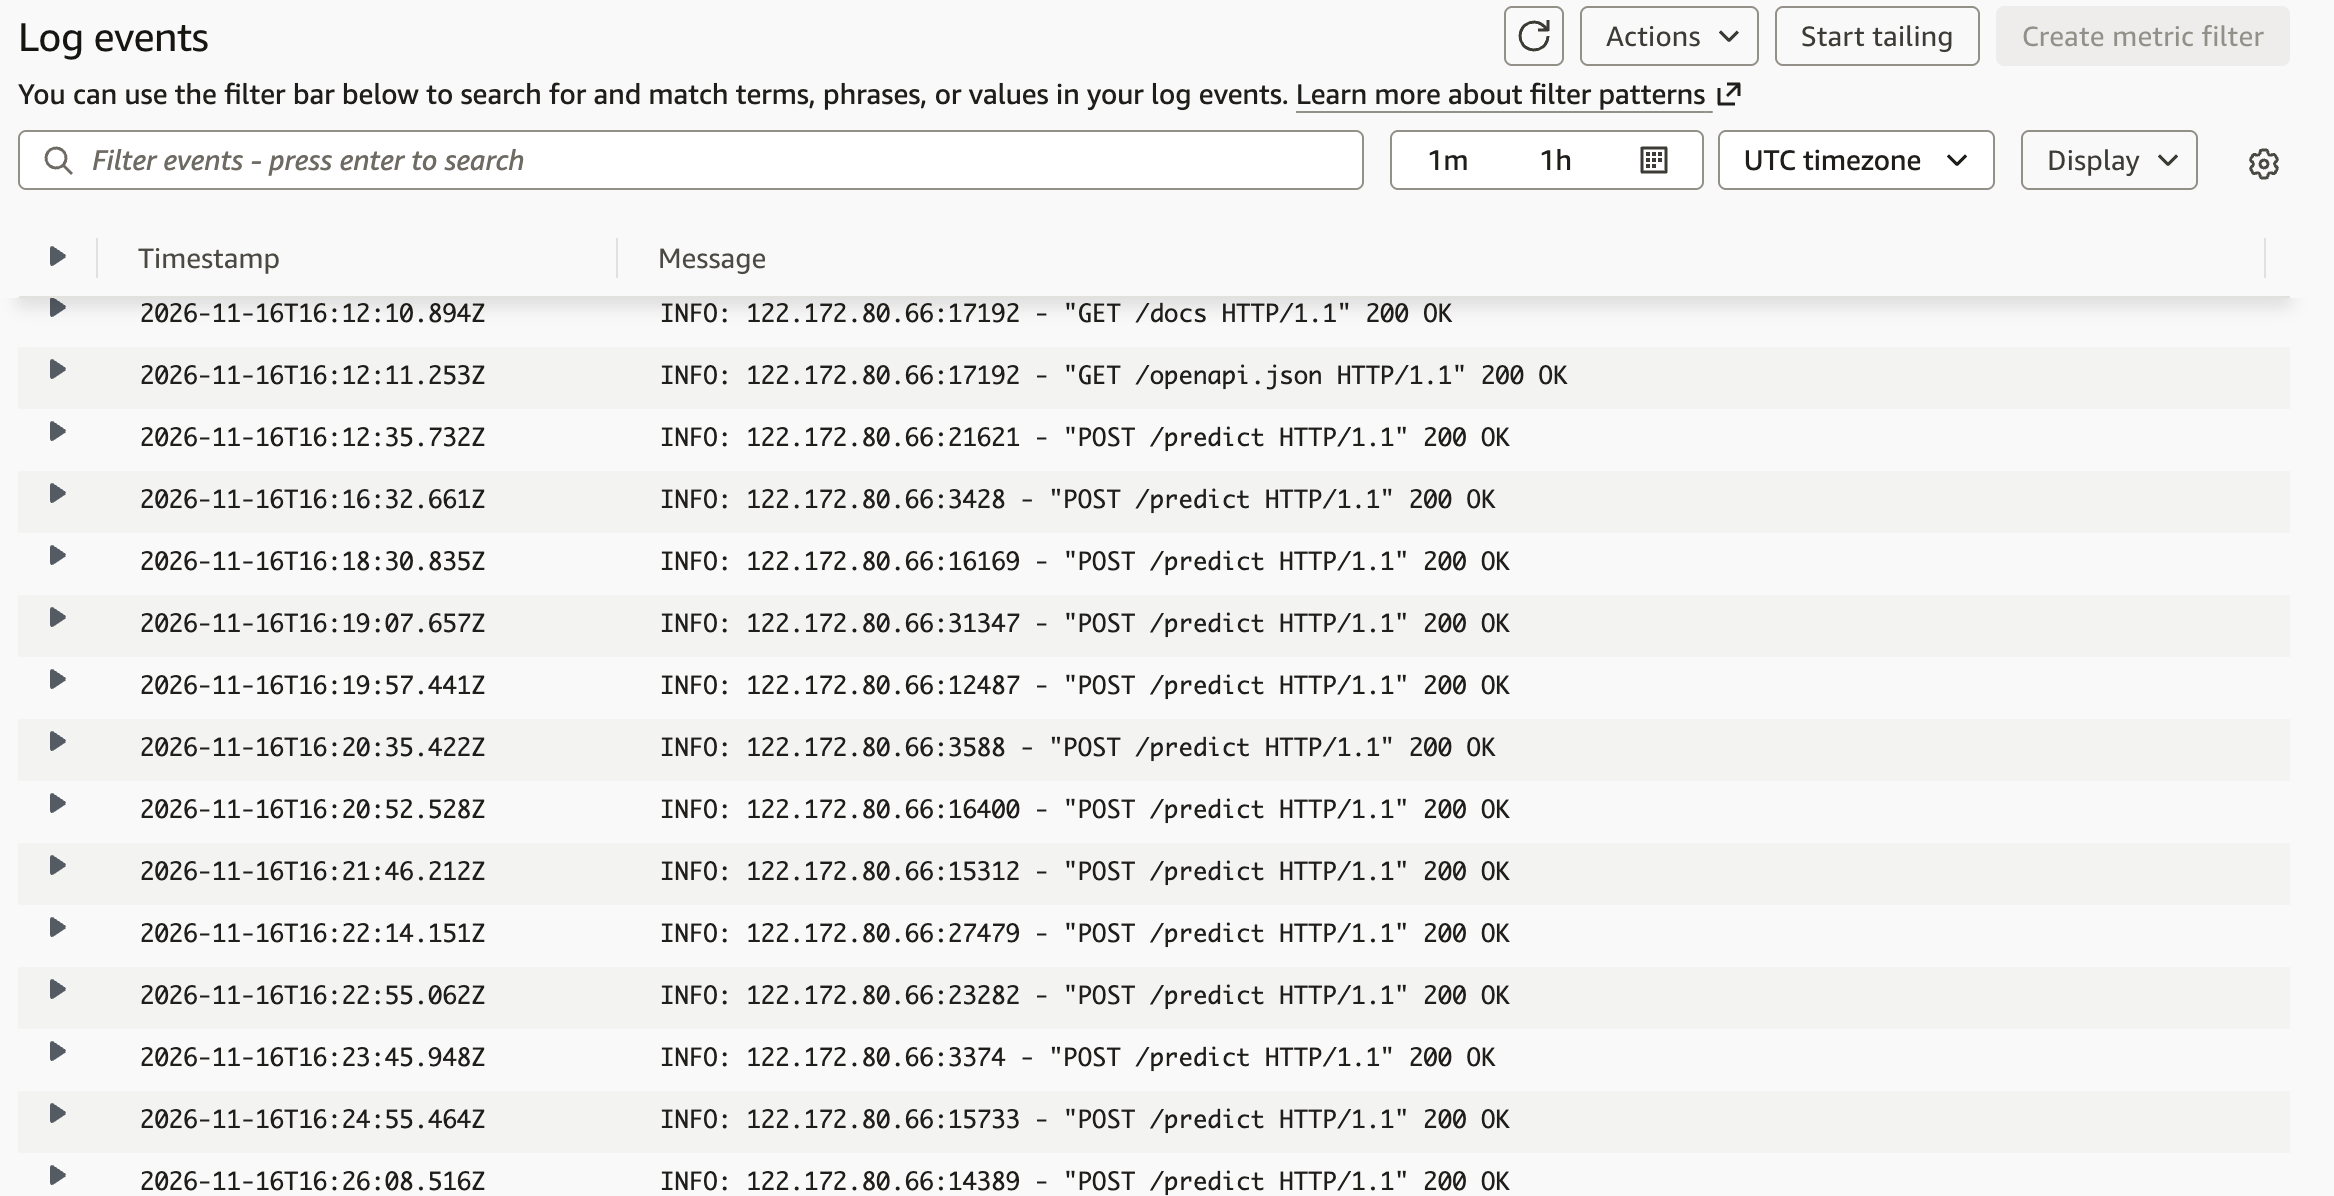 Log events
Actions
Start tailing
Create metric filter
You can use the filter bar below to search for and match terms, phrases, or values in your log events. Learn more about filter patterns
Filter events - press enter to search
1m 1h
UTC timezone
Display
Timestamp Message
2026-11-16T16:12:10.894Z INFO: 122.172.80.66:17192 - "GET /docs HTTP/1.1" 200 OK
2026-11-16T16:12:11.253Z INFO: 122.172.80.66:17192 - "GET /openapi.json HTTP/1.1" 200 OK
2026-11-16T16:12:35.732Z INFO: 122.172.80.66:21621 - "POST /predict HTTP/1.1" 200 OK
2026-11-16T16:16:32.661Z INFO: 122.172.80.66:3428 - "POST /predict HTTP/1.1" 200 OK
2026-11-16T16:18:30.835Z INFO: 122.172.80.66:16169 - "POST /predict HTTP/1.1" 200 OK
2026-11-16T16:19:07.657Z INFO: 122.172.80.66:31347 - "POST /predict HTTP/1.1" 200 OK
2026-11-16T16:19:57.441Z INFO: 122.172.80.66:12487 - "POST /predict HTTP/1.1" 200 OK
2026-11-16T16:20:35.422Z INFO: 122.172.80.66:3588 - "POST /predict HTTP/1.1" 200 OK
2026-11-16T16:20:52.528Z INFO: 122.172.80.66:16400 - "POST /predict HTTP/1.1" 200 OK
2026-11-16T16:21:46.212Z INFO: 122.172.80.66:15312 - "POST /predict HTTP/1.1" 200 OK
2026-11-16T16:22:14.151Z INFO: 122.172.80.66:27479 - "POST /predict HTTP/1.1" 200 OK
2026-11-16T16:22:55.062Z INFO: 122.172.80.66:23282 - "POST /predict HTTP/1.1" 200 OK
2026-11-16T16:23:45.948Z INFO: 122.172.80.66:3374 - "POST /predict HTTP/1.1" 200 OK
2026-11-16T16:24:55.464Z INFO: 122.172.80.66:15733 - "POST /predict HTTP/1.1" 200 OK
2026-11-16T16:26:08.516Z INFO: 122.172.80.66:14389 - "POST /predict HTTP/1.1" 200 OK